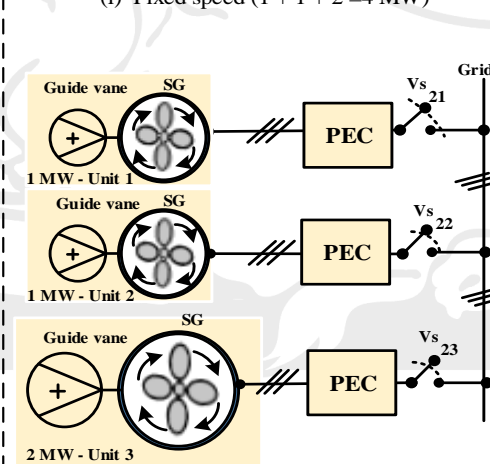 (i) Fixed speed (1 + 1 + 2 =4 MW)
Grid
Guide vane SG
Vs 21
+
PEC
1 MW - Unit 1
Guide vane SG
Vs 22
+
PEC
1 MW - Unit 2
SG
Guide vane
Vs 23
+
PEC
2 MW - Unit 3